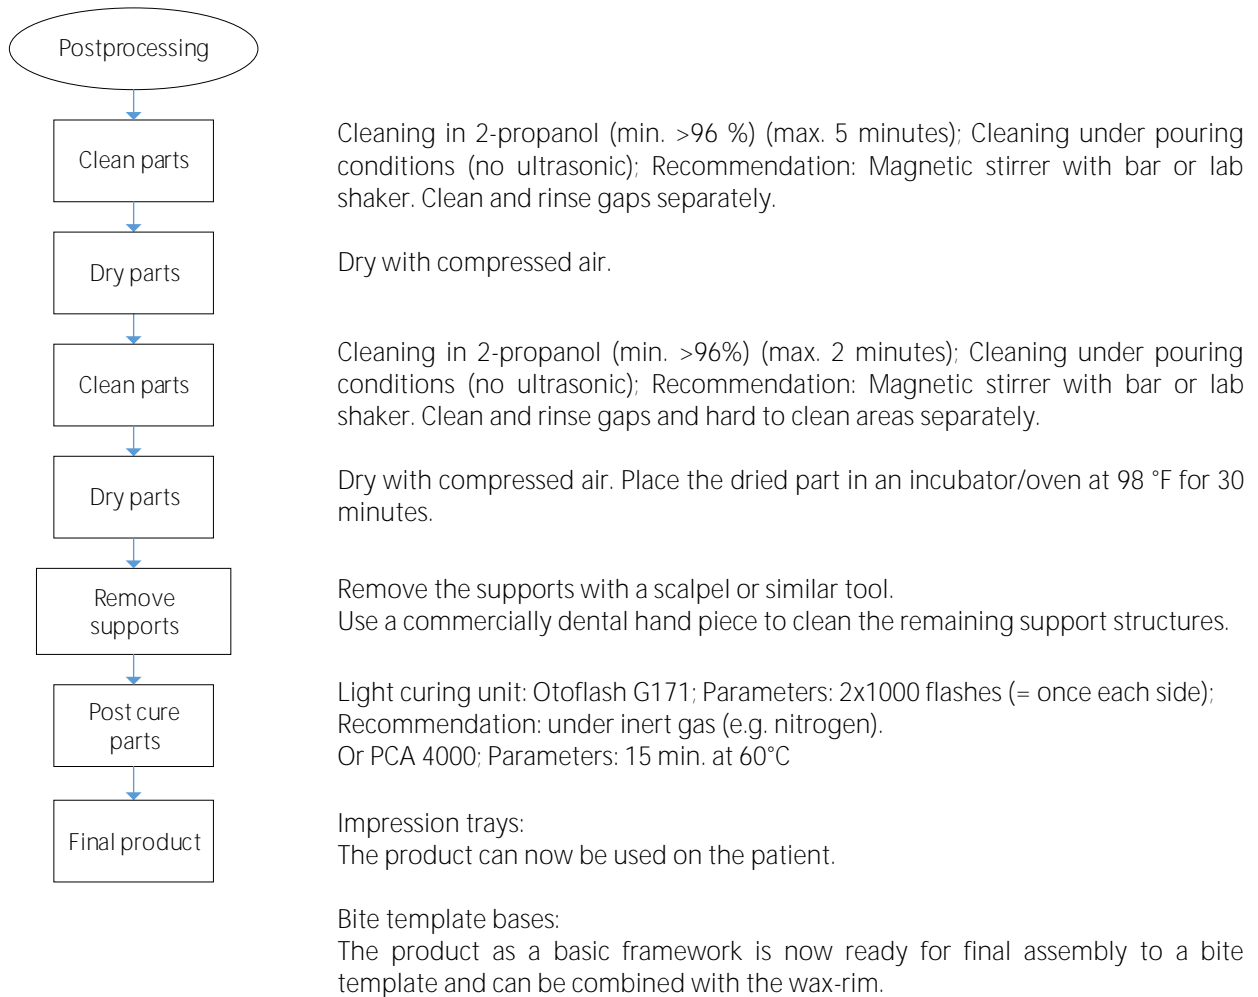 Postprocessing
Clean parts
Cleaning in 2-propanol (min. >96 %) (max. 5 minutes); Cleaning under pouring
conditions (no ultrasonic); Recommendation: Magnetic stirrer with bar or lab
shaker. Clean and rinse gaps separately.
Dry parts
Dry with compressed air.
Clean parts
Cleaning in 2-propanol (min. >96%) (max. 2 minutes); Cleaning under pouring
conditions (no ultrasonic); Recommendation: Magnetic stirrer with bar or lab
shaker. Clean and rinse gaps and hard to clean areas separately.
Dry parts
Dry with compressed air. Place the dried part in an incubator/oven at 98 °F for 30
minutes.
Remove
supports
Remove the supports with a scalpel or similar tool.
Use a commercially dental hand piece to clean the remaining support structures.
Post cure
parts
Light curing unit: Otoflash G171; Parameters: 2x1000 flashes (= once each side);
Recommendation: under inert gas (e.g. nitrogen).
Or PCA 4000; Parameters: 15 min. at 60°C
Final product
Impression trays:
The product can now be used on the patient.
Bite template bases:
The product as a basic framework is now ready for final assembly to a bite
template and can be combined with the wax-rim.